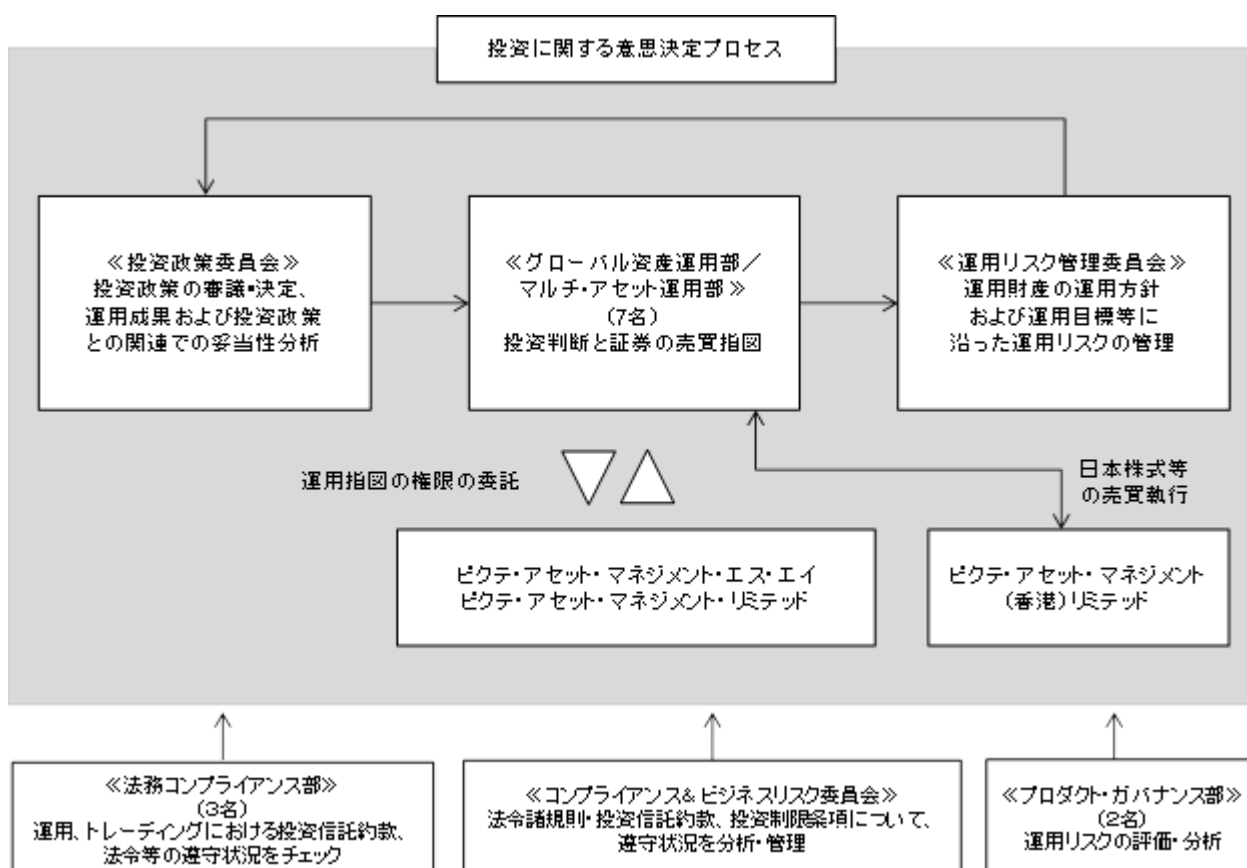 投資に関する意思決定プロセス
≪投資政策委員会≫
投資政策の審議・決定、
運用成果および投資政策
との関連での妥当性分析
≪グローバル資産運用部／
マルチ・アセット運用部≫
(7名)
投資判断と証券の売買指図
≪運用リスク管理委員会≫
運用財産の運用方針
および運用目標等に
沿った運用リスクの管理
運用指図の権限の委託
日本株式等
の売買執行
ピクテ・アセット・マネジメント・エス・エイ
ピクテ・アセット・マネジメント・リミテッド
ピクテ・アセット・マネジメント
(香港)リミテッド
≪法務コンプライアンス部≫
(3名)
運用、トレーディングにおける投資信託約款、
法令等の遵守状況をチェック
≪コンプライアンス&ビジネスリスク委員会≫
法令諸規則・投資信託約款、投資制限条項について、
遵守状況を分析・管理
≪プロダクト・ガバナンス部≫
(2名)
運用リスクの評価・分析